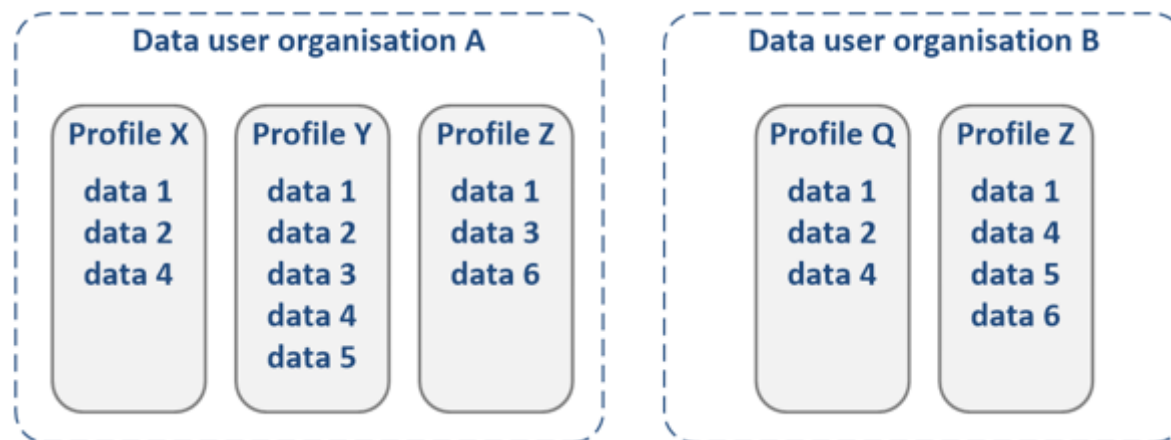 Data user organisation A
Profile X
data 1
data 2
data 4
Profile Y
data 1
data 2
data 3
data 4
data 5
Profile Z
data 1
data 3
data 6
Data user organisation B
Profile Q
data 1
data 2
data 4
Profile Z
data 1
data 4
data 5
data 6